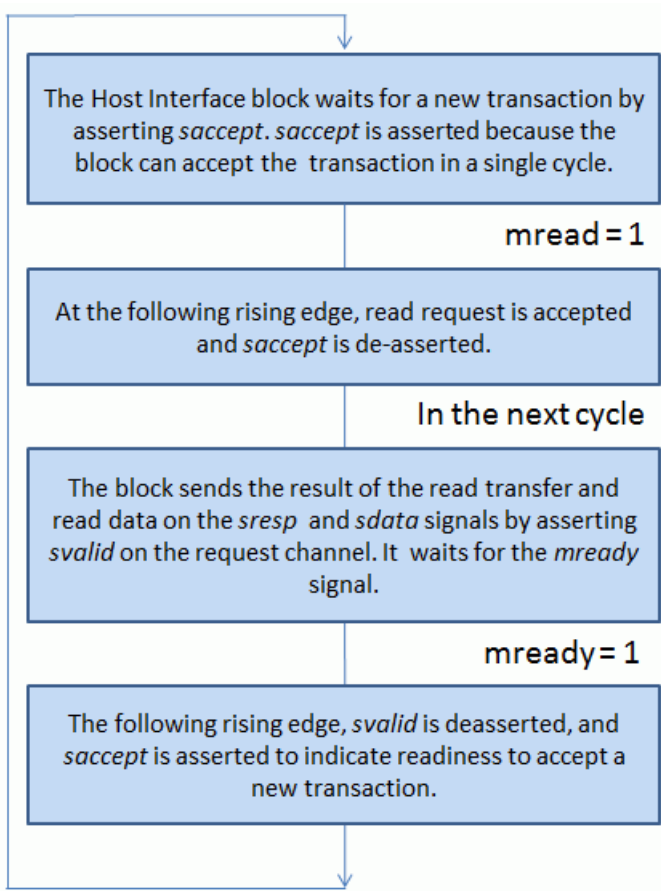 The Host Interface block waits for a new transaction by
asserting saccept. saccept is asserted because the
block can accept the transaction in a single cycle.
mread = 1
At the following rising edge, read request is accepted
and saccept is de-asserted.
In the next cycle
The block sends the result of the read transfer and
read data on the sresp and sdata signals by asserting
svalid on the request channel. It waits for the mready
signal.
mready = 1
The following rising edge, svalid is deasserted, and
saccept is asserted to indicate readiness to accept a
new transaction.